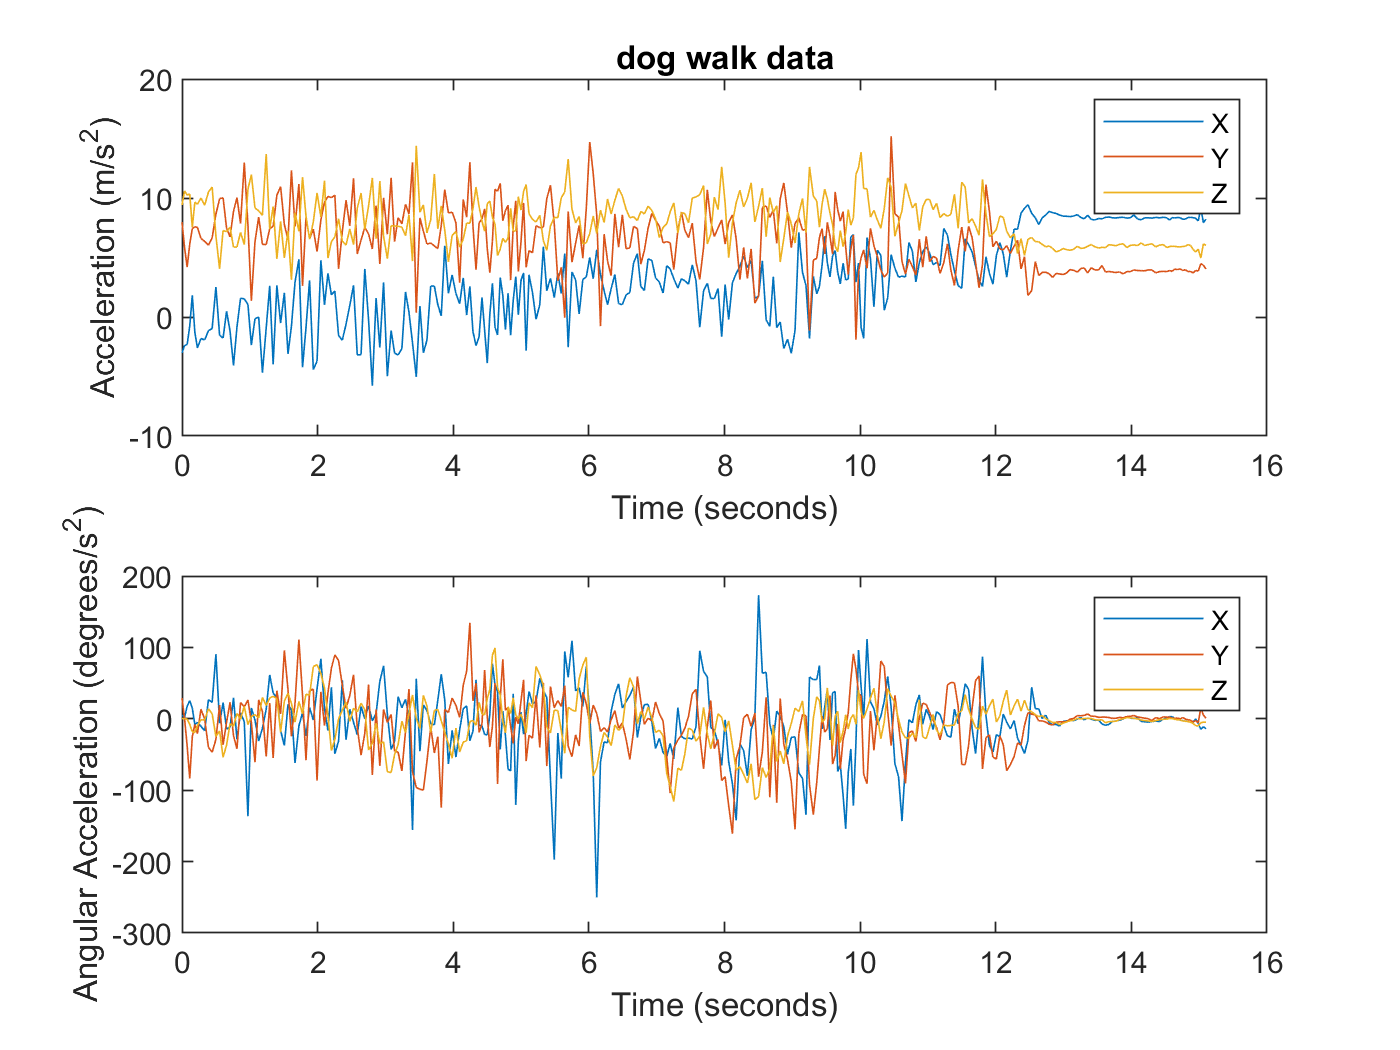 dog walk data
20
10
0
-10
Acceleration (m/s²)
X
Y
Z
0 2 4 6 8 10 12 14 16
Time (seconds)
200
100
0
-100
-200
-300
Angular Acceleration (degrees/s²)
X
Y
Z
0 2 4 6 8 10 12 14 16
Time (seconds)